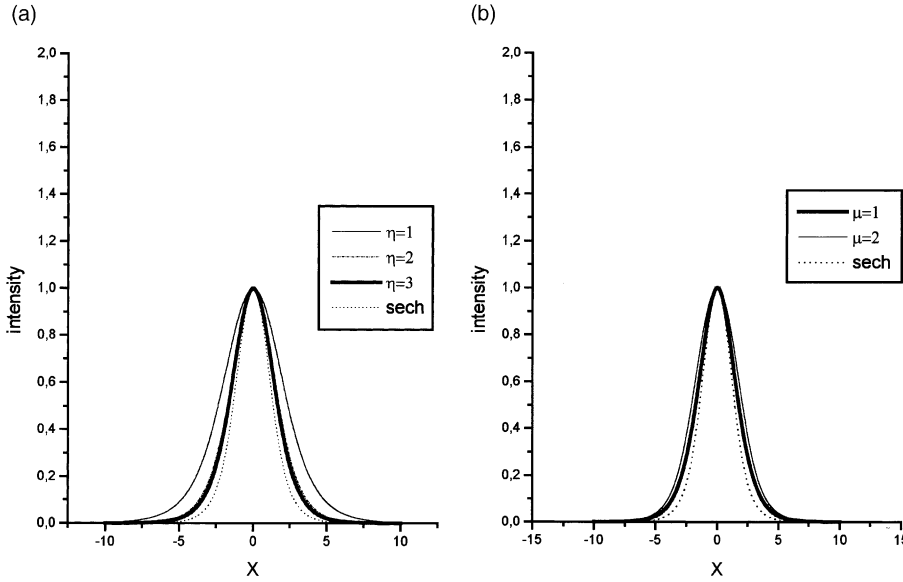 (a)
2,0
1,8
1,6
1,4
1,2
1,0
0,8
0,6
0,4
0,2
0,0
intensity
η=1
η=2
η=3
sech
-10 -5 0 5 10
X
(b)
2,0
1,8
1,6
1,4
1,2
1,0
0,8
0,6
0,4
0,2
0,0
intensity
μ=1
μ=2
sech
-15 -10 -5 0 5 10 15
X